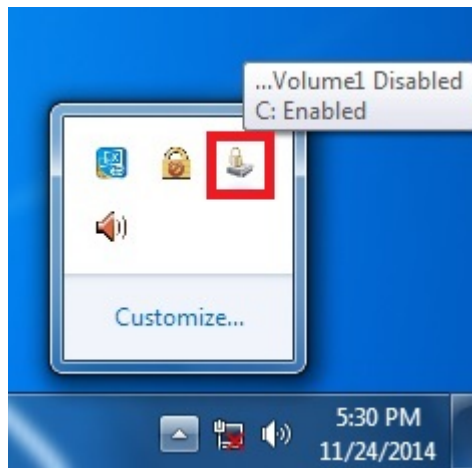 ...Volume1 Disabled
C: Enabled
Customize...
5:30 PM
11/24/2014